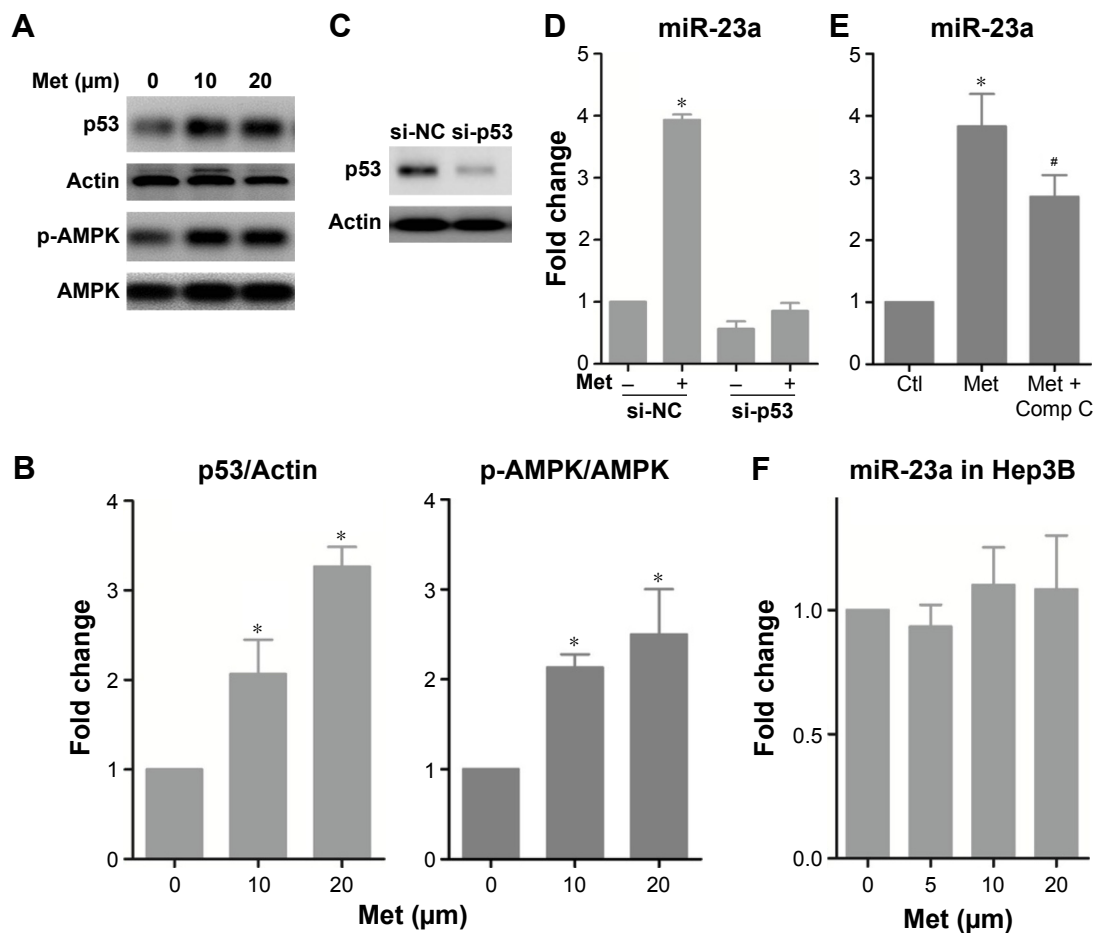 A
Met (µm) 0 10 20
p53
Actin
p-AMPK
AMPK
C
si-NC si-p53
p53
Actin
D
miR-23a
Fold change
5
4
3
2
1
0
*
Met – + – +
si-NC si-p53
E
miR-23a
5
4
3
2
1
0
*
#
Ctl Met Met +
Comp C
B
p53/Actin
Fold change
4
3
2
1
0
*
*
0 10 20
p-AMPK/AMPK
4
3
2
1
0
*
*
0 10 20
Met (µm)
F
miR-23a in Hep3B
Fold change
1.0
0.5
0.0
0 5 10 20
Met (µm)